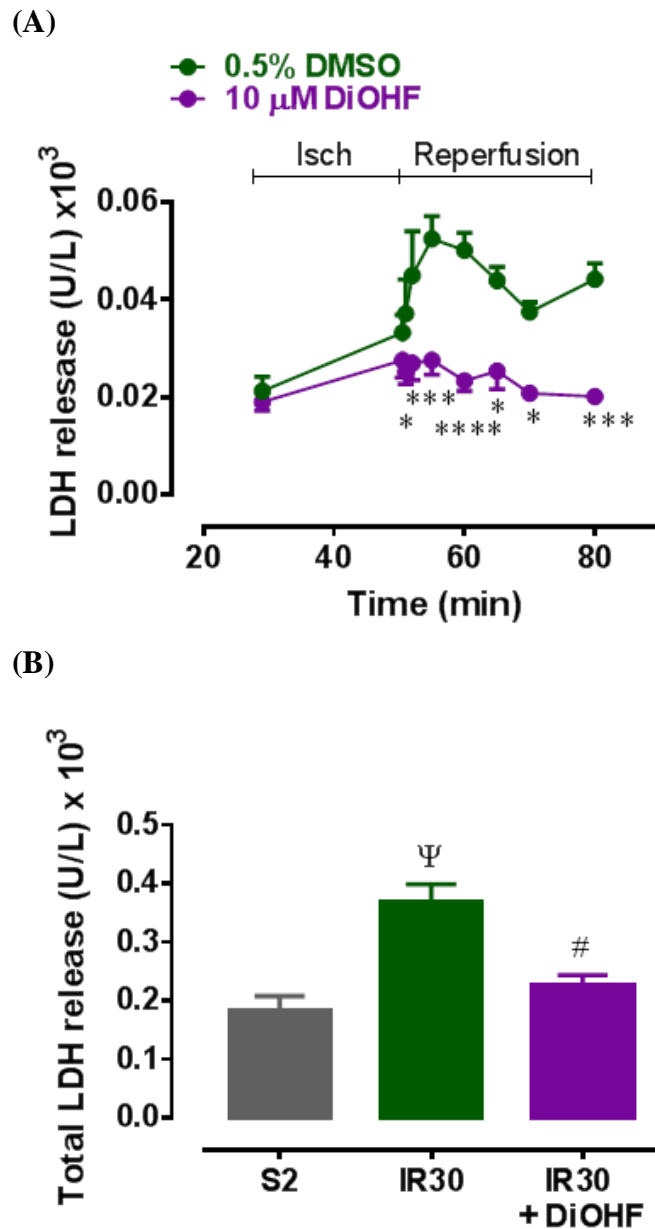 (A)
0.5% DMSO
10 μM DiOHF
Isch Reperfusion
LDH relesase (U/L) x10³
0.06
0.04
0.02
0.00
* *** **** * * ***
20 40 60 80
Time (min)
(B)
Total LDH release (U/L) x 10³
0.5
0.4
0.3
0.2
0.1
0.0
Ψ
#
S2 IR30 IR30
+ DiOHF